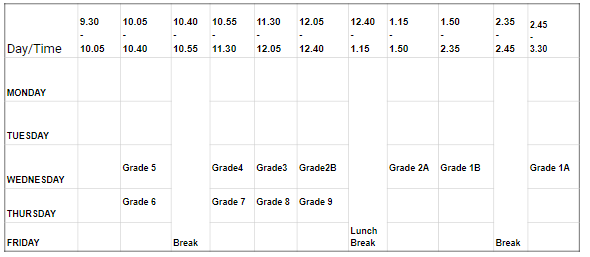 9.30 10.05 10.40 10.55 11.30 12.05 12.40 1.15 1.50 2.35 2.45
- - - - - - - - - - -
Day/Time 10.05 10.40 10.55 11.30 12.05 12.40 1.15 1.50 2.35 2.45 3.30
MONDAY
TUESDAY
WEDNESDAY Grade 5 Grade4 Grade3 Grade2B Grade 2A Grade 1B Grade 1A
THURSDAY Grade 6 Grade 7 Grade 8 Grade 9
FRIDAY Break Lunch Break Break